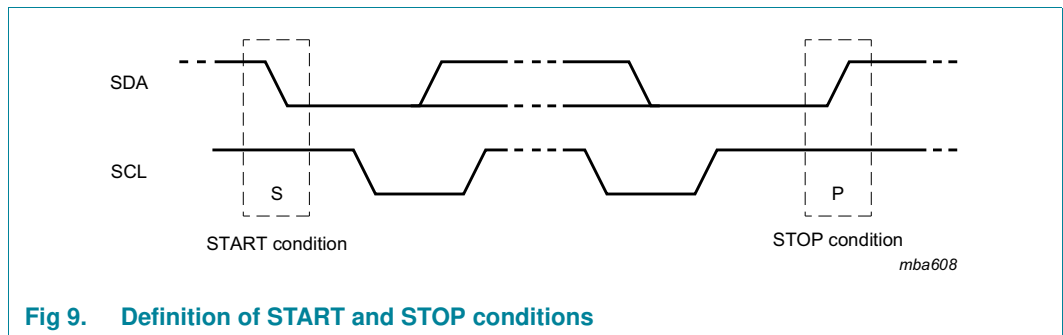 SDA
SCL
S
P
START condition
STOP condition
mba608
Fig 9. Definition of START and STOP conditions